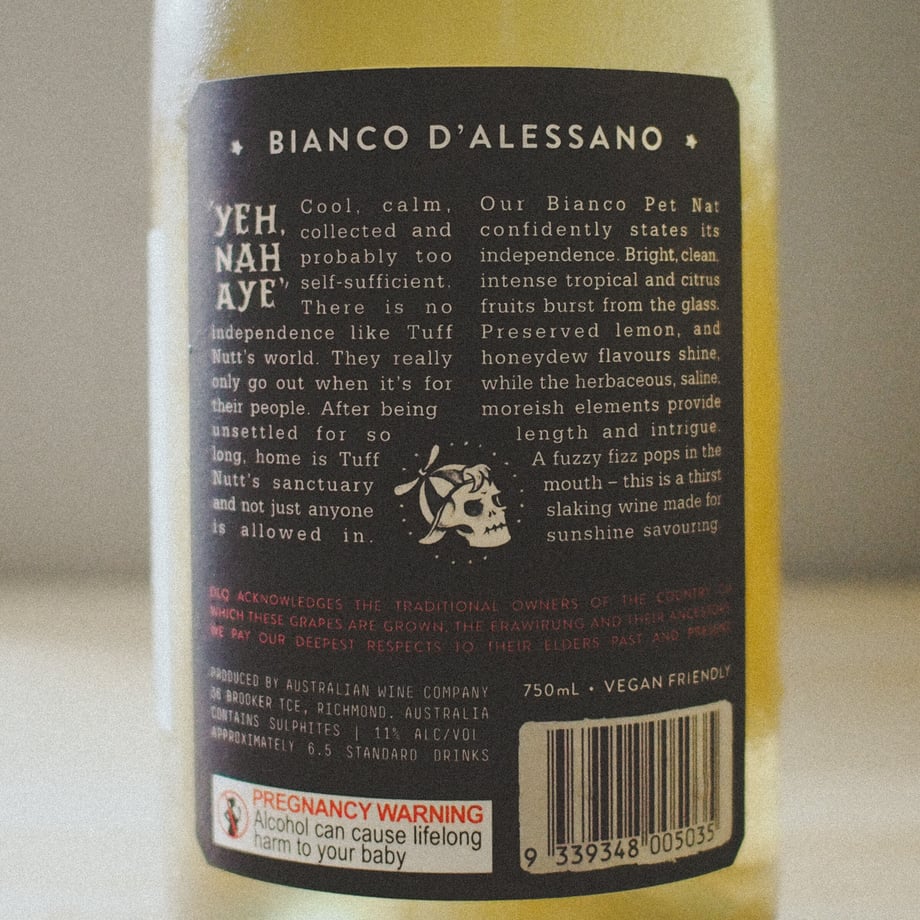 BIANCO D'ALESSANO
'YEH,
NAH
AYE'
Cool, calm,
collected and
probably too
self-sufficient.
There is no
independence like Tuff
Nutt's world. They really
only go out when it's for
their people. After being
unsettled for so
long, home is Tuff
Nutt's sanctuary
and not just anyone
is allowed in.
Our Bianco Pet Nat
confidently states its
independence. Bright, clean,
intense tropical and citrus
fruits burst from the glass.
Preserved lemon, and
honeydew flavours shine,
while the herbaceous, saline,
moreish elements provide
length and intrigue.
A fuzzy fizz pops in the
mouth – this is a thirst
slaking wine made for
sunshine savouring
ACKNOWLEDGES THE TRADITIONAL OWNERS OF THE COUNTRY OF
WHICH THESE GRAPES ARE GROWN, THE ERAWIRUNG AND THEIR ANCESTORS
WE PAY OUR DEEPEST RESPECTS TO THEIR ELDERS PAST AND PRESENT
PRODUCED BY AUSTRALIAN WINE COMPANY
BROOKER TCE, RICHMOND. AUSTRALIA
CONTAINS SULPHITES | 11% ALC/VOL
APPROXIMATELY 6.5 STANDARD DRINKS
750mL • VEGAN FRIENDLY
PREGNANCY WARNING
Alcohol can cause lifelong
harm to your baby
9 339348 005035